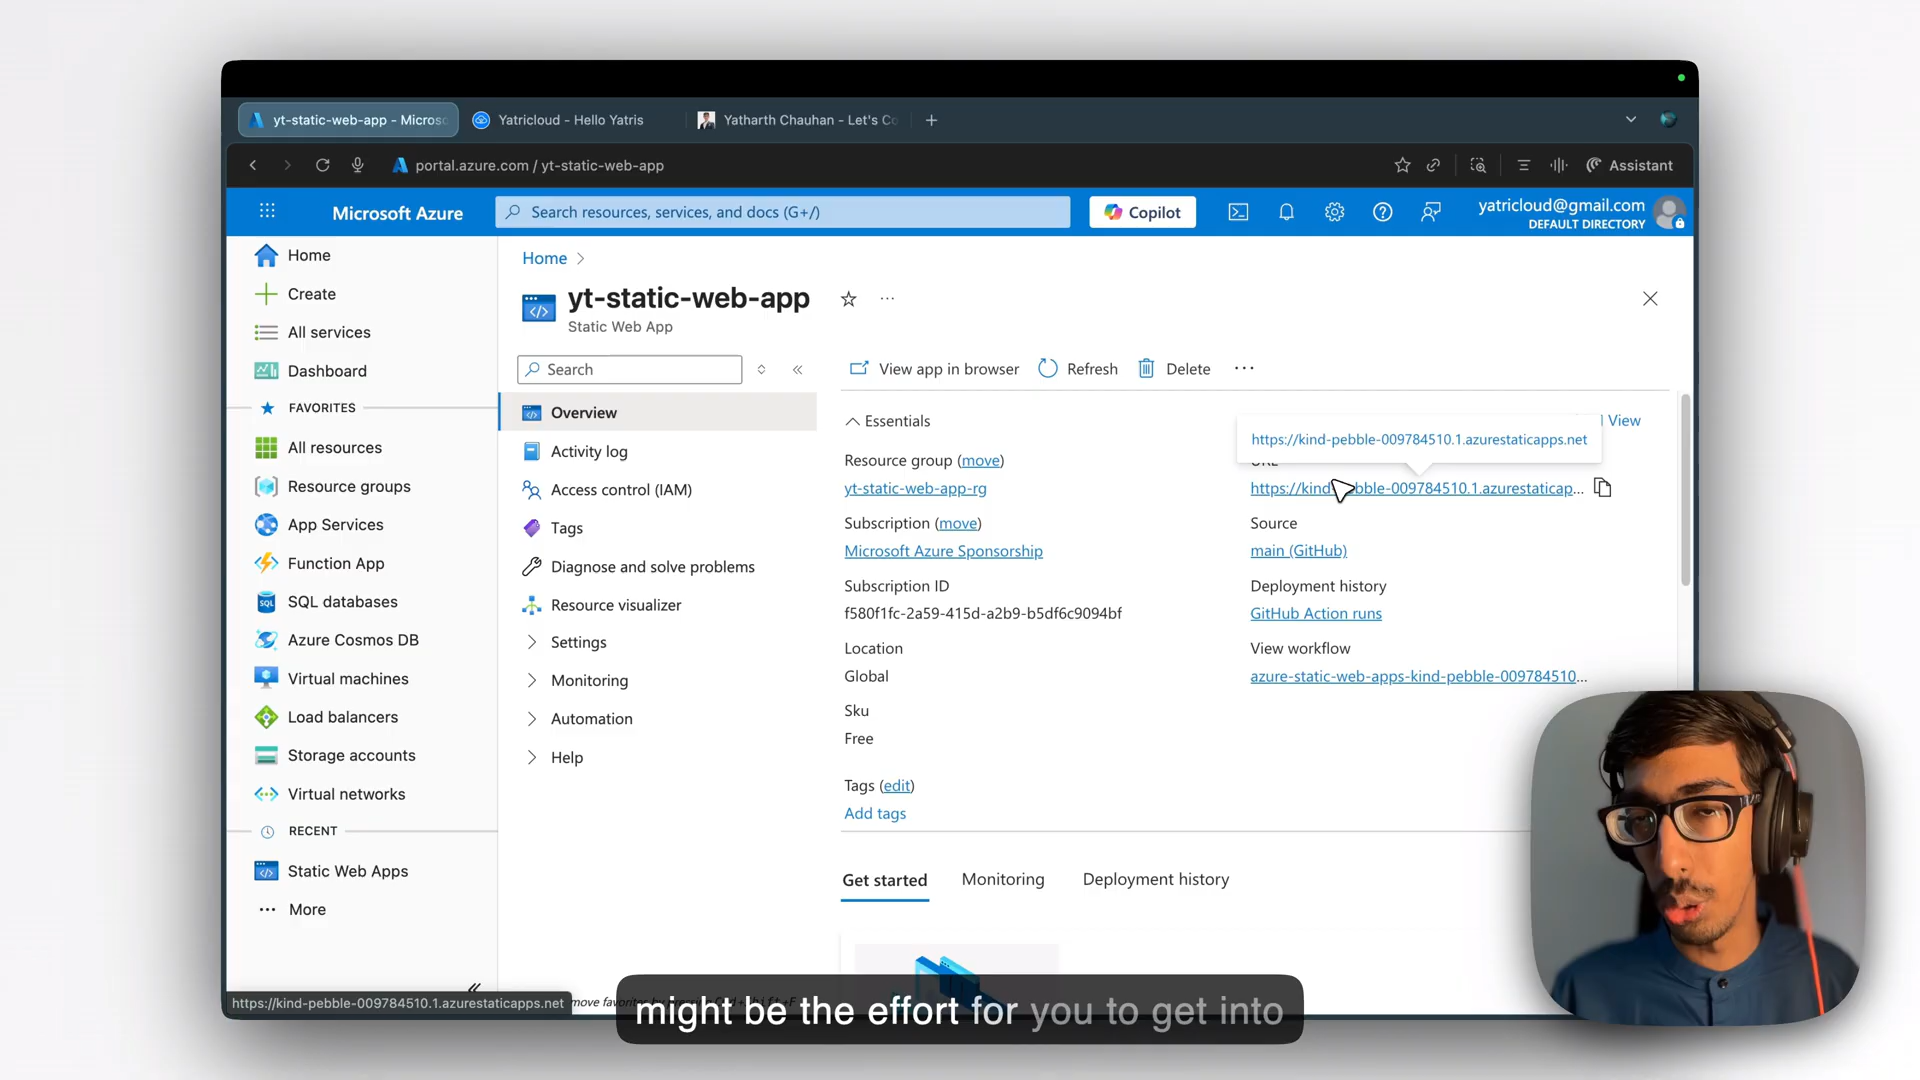 yt-static-web-app - Micros
Yatricloud - Hello Yatris
Yatharth Chauhan - Let's Co
portal.azure.com / yt-static-web-app
Assistant
Microsoft Azure
Search resources, services, and docs (G+/)
Copilot
yatricloud@gmail.com
DEFAULT DIRECTORY
Home
Create
All services
Dashboard
FAVORITES
All resources
Resource groups
App Services
Function App
SQL databases
Azure Cosmos DB
Virtual machines
Load balancers
Storage accounts
Virtual networks
RECENT
Static Web Apps
More
Home
yt-static-web-app
Static Web App
Search
Overview
Activity log
Access control (IAM)
Tags
Diagnose and solve problems
Resource visualizer
Settings
Monitoring
Automation
Help
View app in browser
Refresh
Delete
Essentials
View
Resource group (move)
yt-static-web-app-rg
Subscription (move)
Microsoft Azure Sponsorship
Subscription ID
f580f1fc-2a59-415d-a2b9-b5df6c9094bf
Location
Global
Sku
Free
Tags (edit)
Add tags
https://kind-pebble-009784510.1.azurestaticapps.net
URL
https://kind-pebble-009784510.1.azurestaticap...
Source
main (GitHub)
Deployment history
GitHub Action runs
View workflow
azure-static-web-apps-kind-pebble-009784510...
Get started
Monitoring
Deployment history
https://kind-pebble-009784510.1.azurestaticapps.net
might be the effort for you to get into